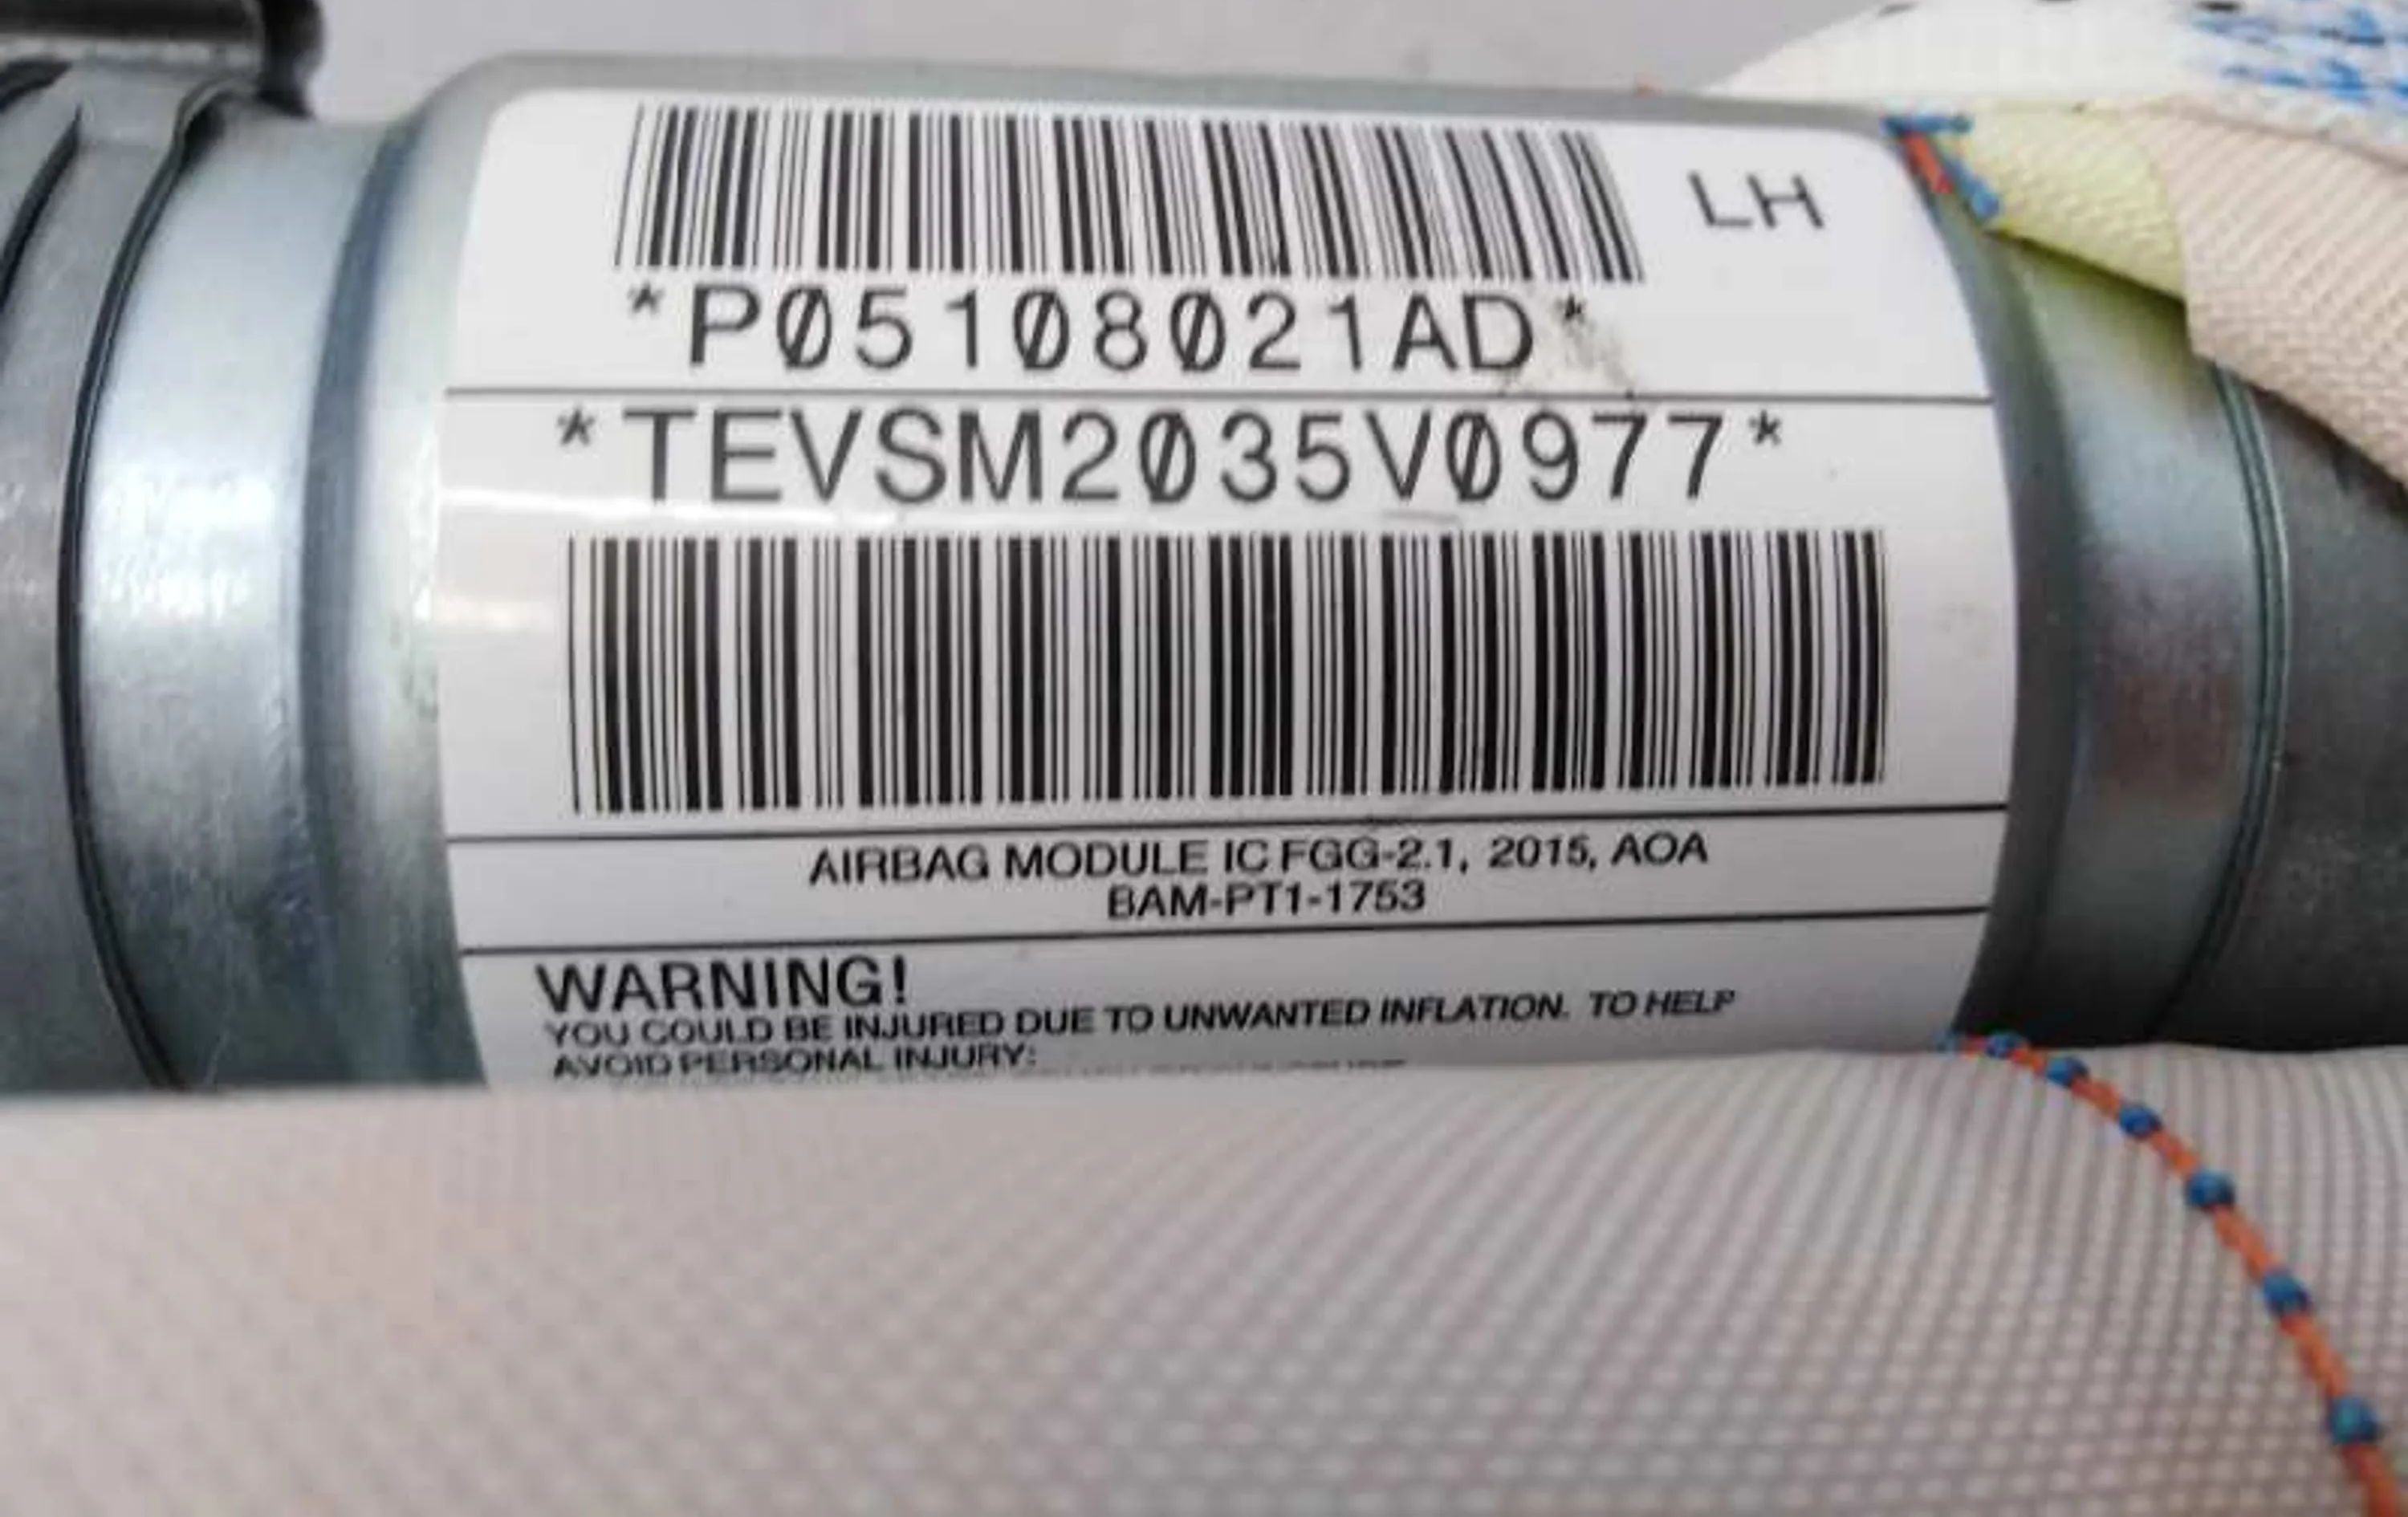 LH
*P05108021AD*
*TEVSM2035V0977*
AIRBAG MODULE IC FGG-2.1, 2015, AOA
BAM-PT1-1753
WARNING!
YOU COULD BE INJURED DUE TO UNWANTED INFLATION. TO HELP
AVOID PERSONAL INJURY: